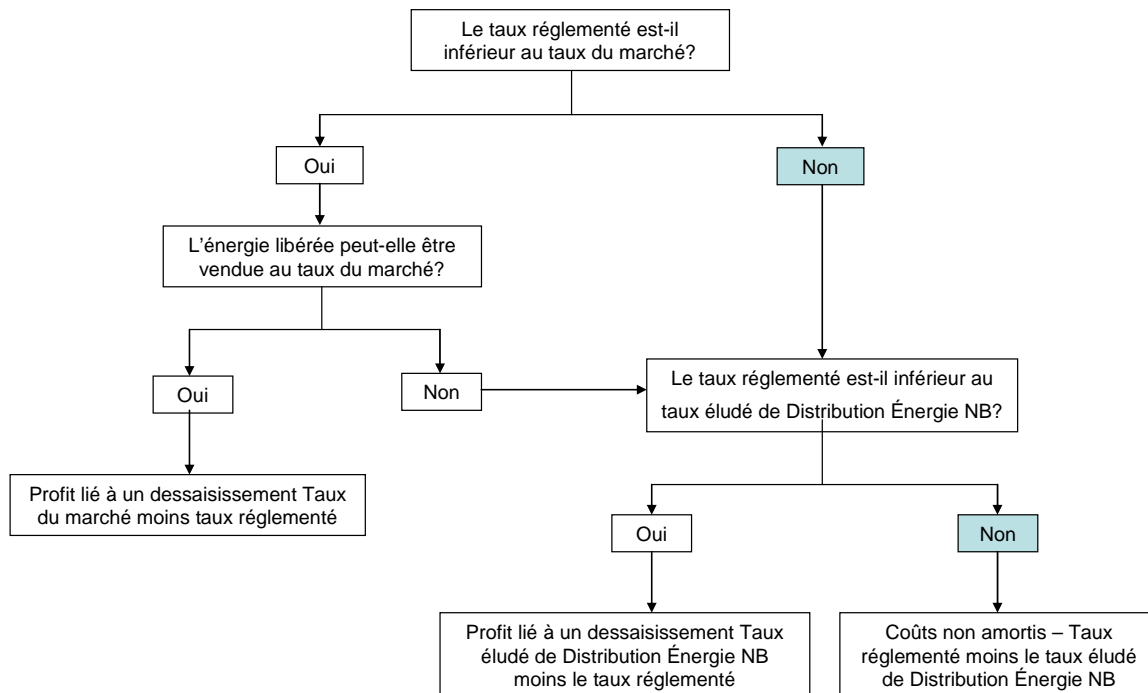 Le taux réglementé est-il
inférieur au taux du marché?
Oui
Non
L'énergie libérée peut-elle être
vendue au taux du marché?
Oui
Non
Le taux réglementé est-il inférieur au
taux éludé de Distribution Énergie NB?
Profit lié à un dessaisissement Taux
du marché moins taux réglementé
Oui
Non
Profit lié à un dessaisissement Taux
éludé de Distribution Énergie NB
moins le taux réglementé
Coûts non amortis – Taux
réglementé moins le taux éludé
de Distribution Énergie NB